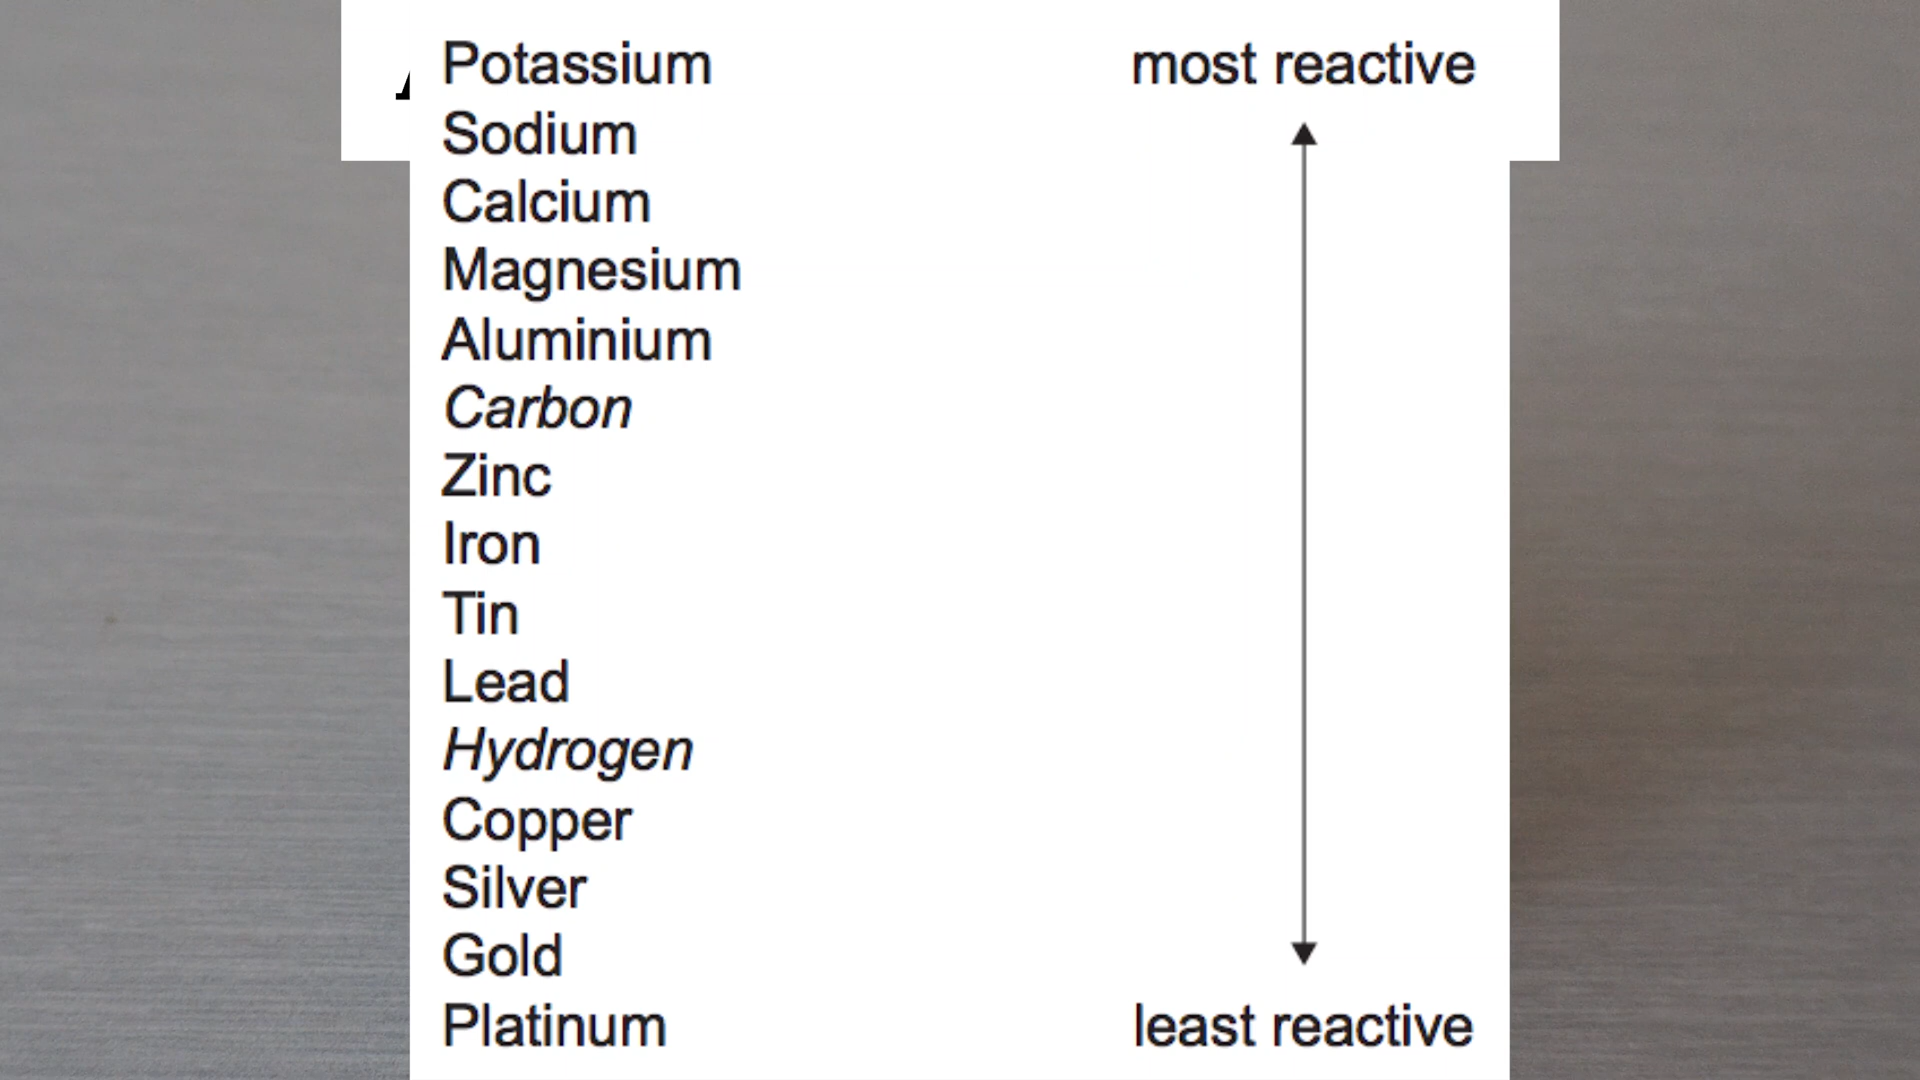 Potassium most reactive
Sodium
Calcium
Magnesium
Aluminium
Carbon
Zinc
Iron
Tin
Lead
Hydrogen
Copper
Silver
Gold
Platinum least reactive